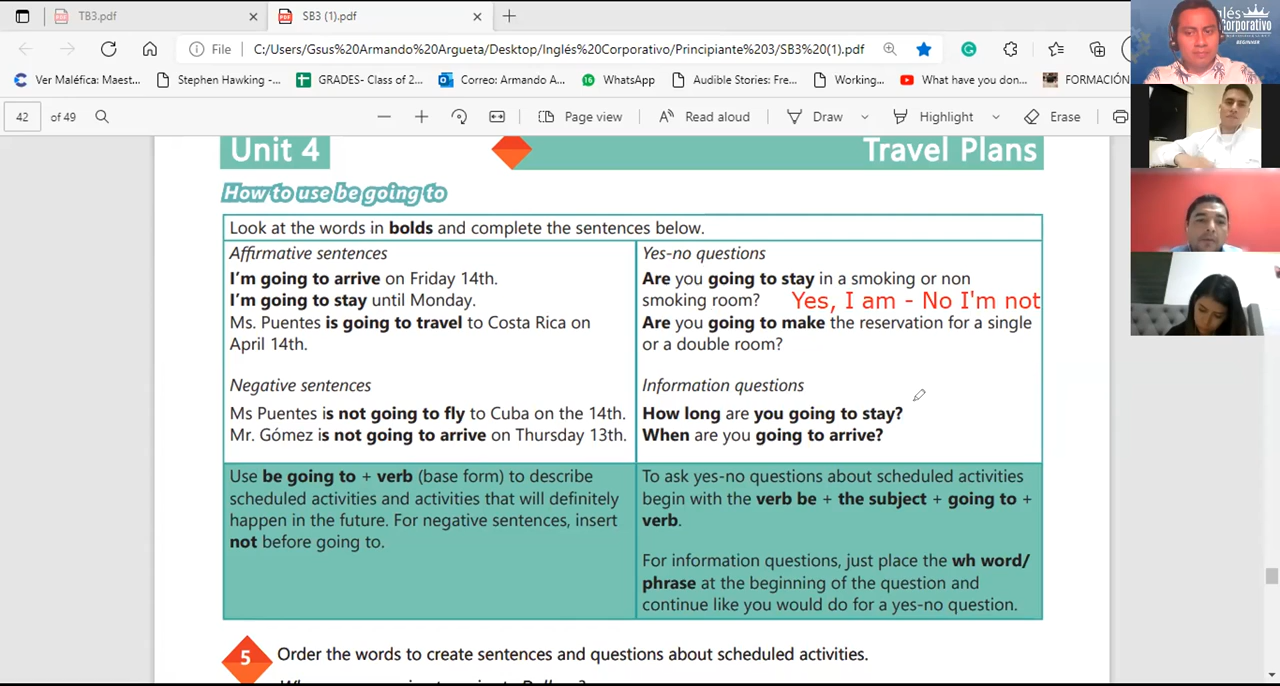 TB3.pdf
SB3 (1).pdf
File
C:/Users/Gsus%20Armando%20Argueta/Desktop/Inglés%20Corporativo/Principiante%203/SB3%20(1).pdf
Ver Maléfica: Maest...
Stephen Hawking -...
GRADES- Class of 2...
Correo: Armando A...
WhatsApp
Audible Stories: Fre...
Working...
What have you don...
FORMACIÓN
42
of 49
Page view
Read aloud
Draw
Highlight
Erase
Unit 4
Travel Plans
How to use be going to
Look at the words in bolds and complete the sentences below.
Affirmative sentences
I'm going to arrive on Friday 14th.
I'm going to stay until Monday.
Ms. Puentes is going to travel to Costa Rica on
April 14th.
Negative sentences
Ms Puentes is not going to fly to Cuba on the 14th.
Mr. Gómez is not going to arrive on Thursday 13th.
Yes-no questions
Are you going to stay in a smoking or non
smoking room? Yes, I am - No I'm not
Are you going to make the reservation for a single
or a double room?
Information questions
How long are you going to stay?
When are you going to arrive?
Use be going to + verb (base form) to describe
scheduled activities and activities that will definitely
happen in the future. For negative sentences, insert
not before going to.
To ask yes-no questions about scheduled activities
begin with the verb be + the subject + going to +
verb.
For information questions, just place the wh word/
phrase at the beginning of the question and
continue like you would do for a yes-no question.
5
Order the words to create sentences and questions about scheduled activities.
glés
Corporativo
BEGINNER